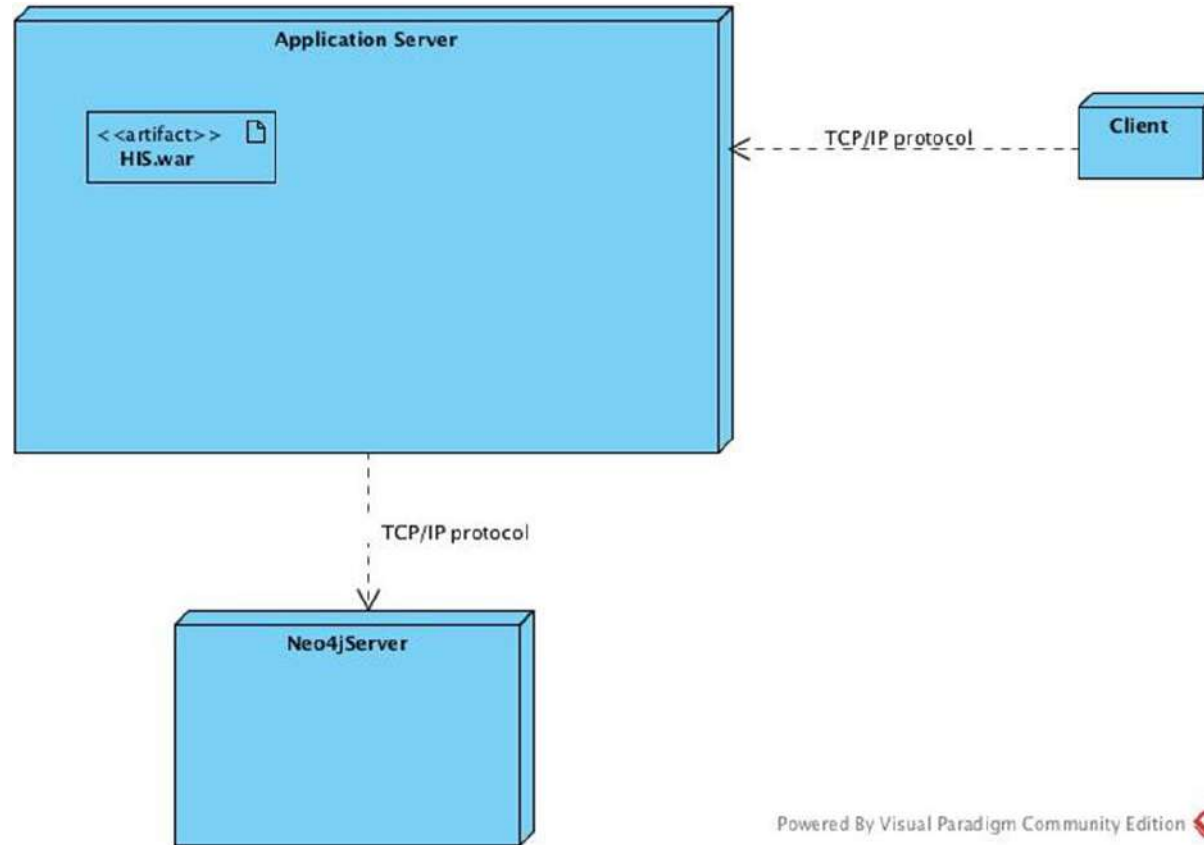 Application Server
< <artifact> >
HIS.war
TCP/IP protocol
Client
TCP/IP protocol
Neo4jServer
Powered By Visual Paradigm Community Edition